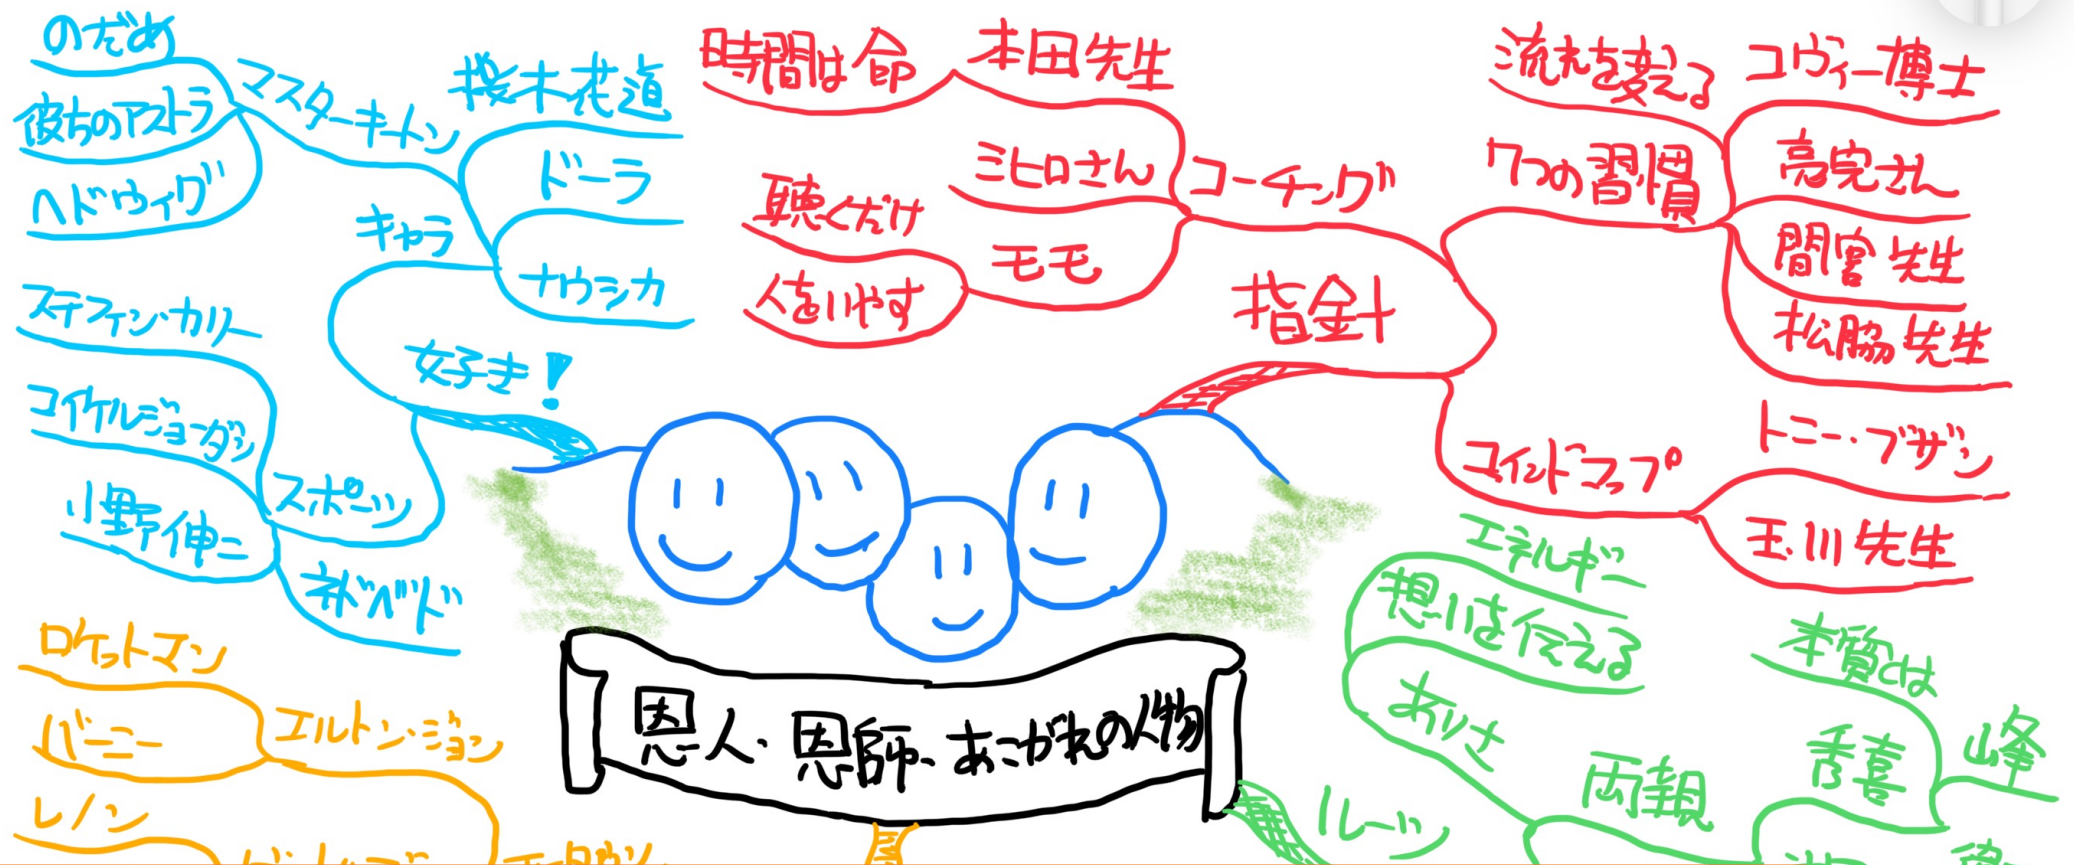 恩人・恩師・あこがれの人物
指針
7つの習慣
流れを変える
コヴィー博士
高完さん
間宮先生
松脇先生
コーチング
本田先生
時間は命
ミヒロさん
モモ
聴くだけ
人をいやす
マインドマップ
トニー・ブザン
玉川先生
ルーツ
両親
ありさ
エネルギー
想いを伝える
秀喜
本質とは
峰
好き!
キャラ
マスターキートン
のだめ
彼方のアストラ
ヘドウィグ
桜木花道
ドーラ
ナウシカ
スポーツ
ステフィン・カリー
マイケルジョーダン
小野伸二
ネドベド
エルトン・ジョン
ロケットマン
バーニー
レノン